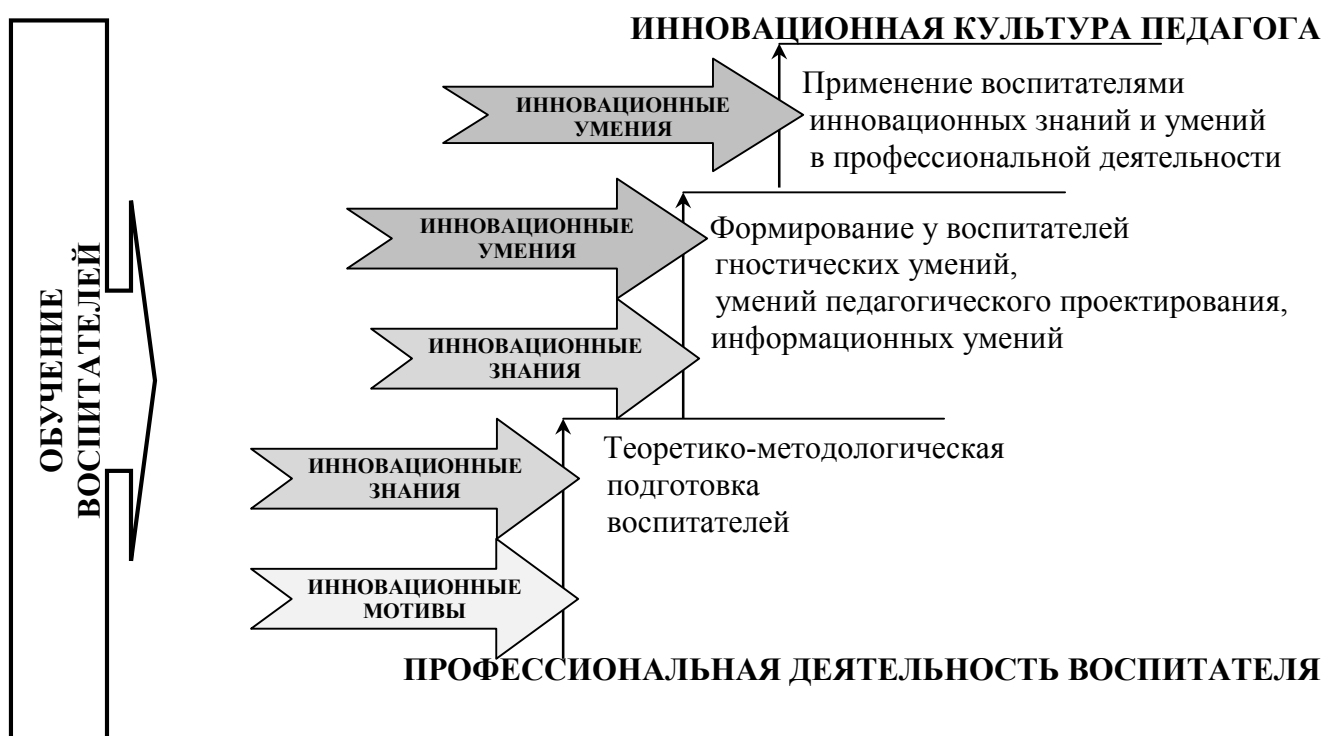 ИННОВАЦИОННАЯ КУЛЬТУРА ПЕДАГОГА
ИННОВАЦИОННЫЕ
УМЕНИЯ
Применение воспитателями
инновационных знаний и умений
в профессиональной деятельности
ИННОВАЦИОННЫЕ
УМЕНИЯ
Формирование у воспитателей
гностических умений,
умений педагогического проектирования,
информационных умений
ИННОВАЦИОННЫЕ
ЗНАНИЯ
ОБУЧЕНИЕ
ВОСПИТАТЕЛЕЙ
ИННОВАЦИОННЫЕ
ЗНАНИЯ
Теоретико-методологическая
подготовка
воспитателей
ИННОВАЦИОННЫЕ
МОТИВЫ
ПРОФЕССИОНАЛЬНАЯ ДЕЯТЕЛЬНОСТЬ ВОСПИТАТЕЛЯ